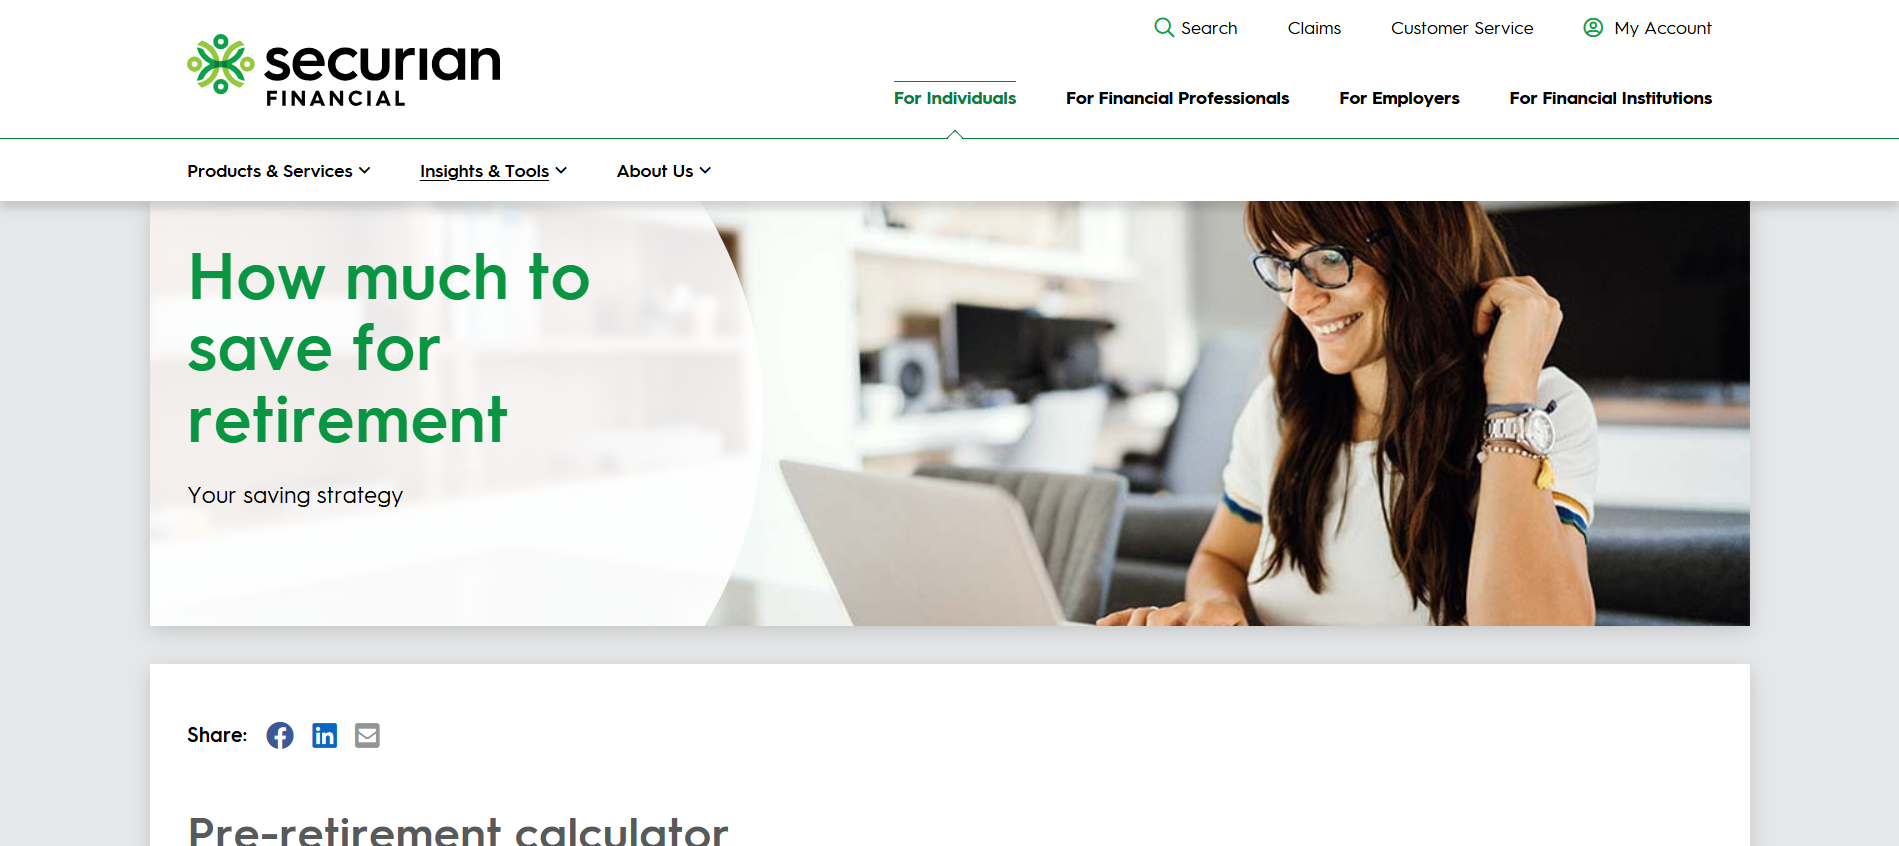 Search
Claims
Customer Service
My Account
securian
FINANCIAL
For Individuals
For Financial Professionals
For Employers
For Financial Institutions
Products & Services
Insights & Tools
About Us
How much to
save for
retirement
Your saving strategy
Share:
Pre-retirement calculator